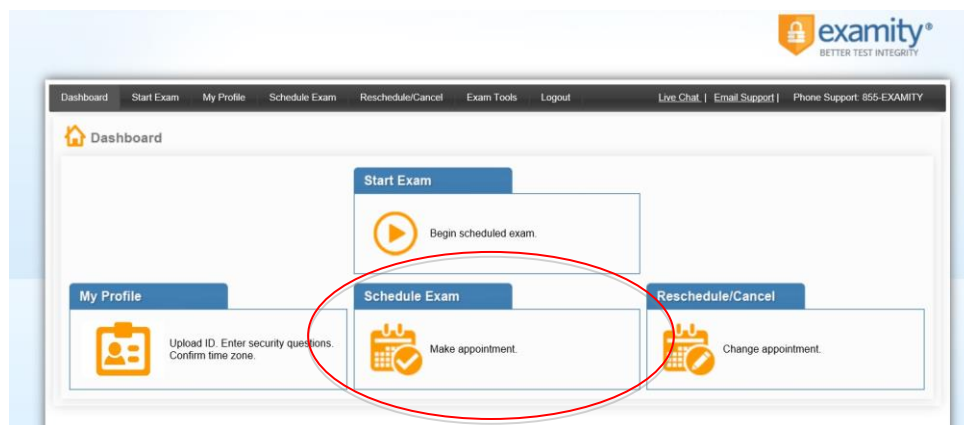 examity®
BETTER TEST INTEGRITY
Dashboard Start Exam My Profile Schedule Exam Reschedule/Cancel Exam Tools Logout Live Chat | Email Support | Phone Support: 855-EXAMITY
Dashboard
Start Exam
Begin scheduled exam.
My Profile
Upload ID. Enter security questions.
Confirm time zone.
Schedule Exam
Make appointment.
Reschedule/Cancel
Change appointment.